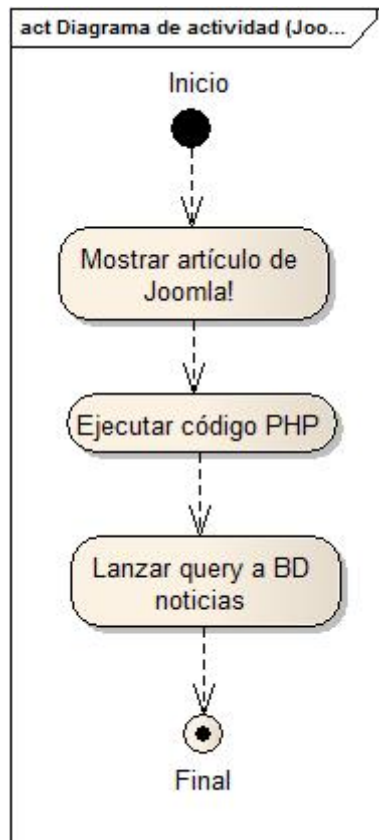 act Diagrama de actividad (Joo...
Inicio
Mostrar artículo de
Joomla!
Ejecutar código PHP
Lanzar query a BD
noticias
Final